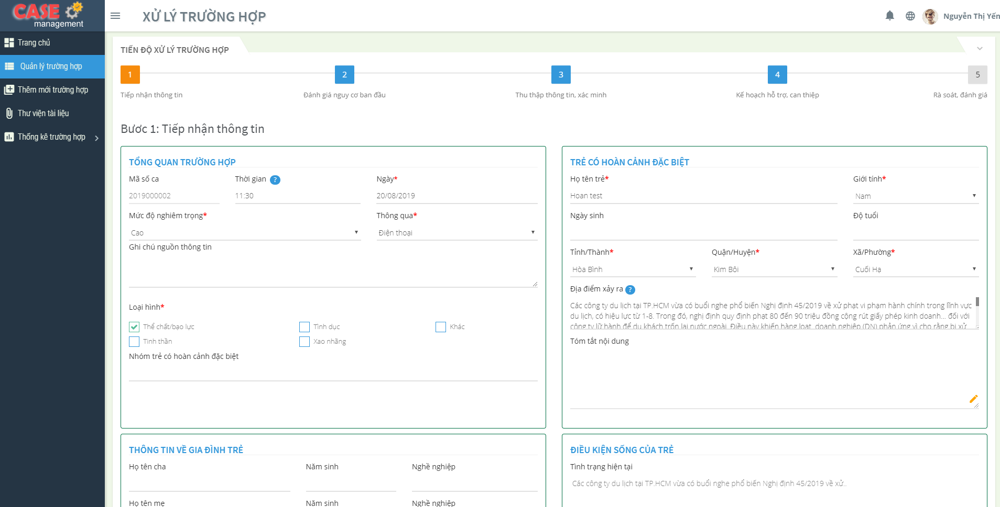 CASE
management
XỬ LÝ TRƯỜNG HỢP
Nguyễn Thị Yến
Trang chủ
Quản lý trường hợp
Thêm mới trường hợp
Thư viện tài liệu
Thống kê trường hợp
TIẾN ĐỘ XỬ LÝ TRƯỜNG HỢP
1 2 3 4 5
Tiếp nhận thông tin Đánh giá nguy cơ ban đầu Thu thập thông tin, xác minh Kế hoạch hỗ trợ, can thiệp Rà soát, đánh giá
Bước 1: Tiếp nhận thông tin
TỔNG QUAN TRƯỜNG HỢP
Mã số ca Thời gian ? Ngày*
2019000002 11:30 20/08/2019
Mức độ nghiêm trọng* Thông qua*
Cao ▼ Điện thoại ▼
Ghi chú nguồn thông tin
Loại hình*
Thể chất/bạo lực Tình dục Khác
Tinh thần Xao nhãng
Nhóm trẻ có hoàn cảnh đặc biệt
TRẺ CÓ HOÀN CẢNH ĐẶC BIỆT
Họ tên trẻ* Giới tính*
Hoan test Nam ▼
Ngày sinh Độ tuổi
Tỉnh/Thành* Quận/Huyện* Xã/Phường*
Hòa Bình ▼ Kim Bôi ▼ Cuối Hạ ▼
Địa điểm xảy ra ?
Các công ty du lịch tại TP.HCM vừa có buổi nghe phổ biến Nghị định 45/2019 về xử phạt vi phạm hành chính trong lĩnh vực
du lịch, có hiệu lực từ 1-8. Trong đó, nghị định quy định phạt 80 đến 90 triệu đồng cộng rút giấy phép kinh doanh... đối với
công ty lữ hành để du khách trốn lại nước ngoài. Điều này khiến hàng loạt doanh nghiệp (DN) phản ứng vì cho rằng bị xử
Tóm tắt nội dung
THÔNG TIN VỀ GIA ĐÌNH TRẺ
Họ tên cha Năm sinh Nghề nghiệp
Họ tên mẹ Năm sinh Nghề nghiệp
ĐIỀU KIỆN SỐNG CỦA TRẺ
Tình trạng hiện tại
Các công ty du lịch tại TP.HCM vừa có buổi nghe phổ biến Nghị định 45/2019 về xử..